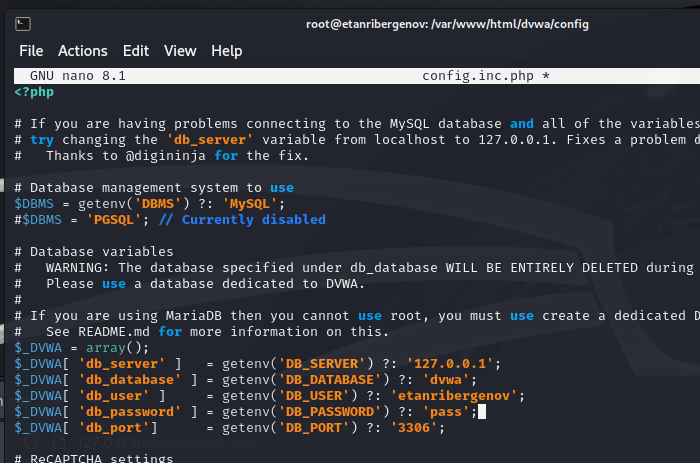 root@etanribergenov: /var/www/html/dvwa/config
File Actions Edit View Help
GNU nano 8.1 config.inc.php *
<?php
# If you are having problems connecting to the MySQL database and all of the variables
# try changing the 'db_server' variable from localhost to 127.0.0.1. Fixes a problem d
#   Thanks to @digininja for the fix.
# Database management system to use
$DBMS = getenv('DBMS') ?: 'MySQL';
#$DBMS = 'PGSQL'; // Currently disabled
# Database variables
#   WARNING: The database specified under db_database WILL BE ENTIRELY DELETED during
#   Please use a database dedicated to DVWA.
#
# If you are using MariaDB then you cannot use root, you must use create a dedicated D
#   See README.md for more information on this.
$_DVWA = array();
$_DVWA[ 'db_server' ]   = getenv('DB_SERVER') ?: '127.0.0.1';
$_DVWA[ 'db_database' ] = getenv('DB_DATABASE') ?: 'dvwa';
$_DVWA[ 'db_user' ]     = getenv('DB_USER') ?: 'etanribergenov';
$_DVWA[ 'db_password' ] = getenv('DB_PASSWORD') ?: 'pass';
$_DVWA[ 'db_port']      = getenv('DB_PORT') ?: '3306';
127.0.0.1/DVWA/login.php
# ReCAPTCHA settings